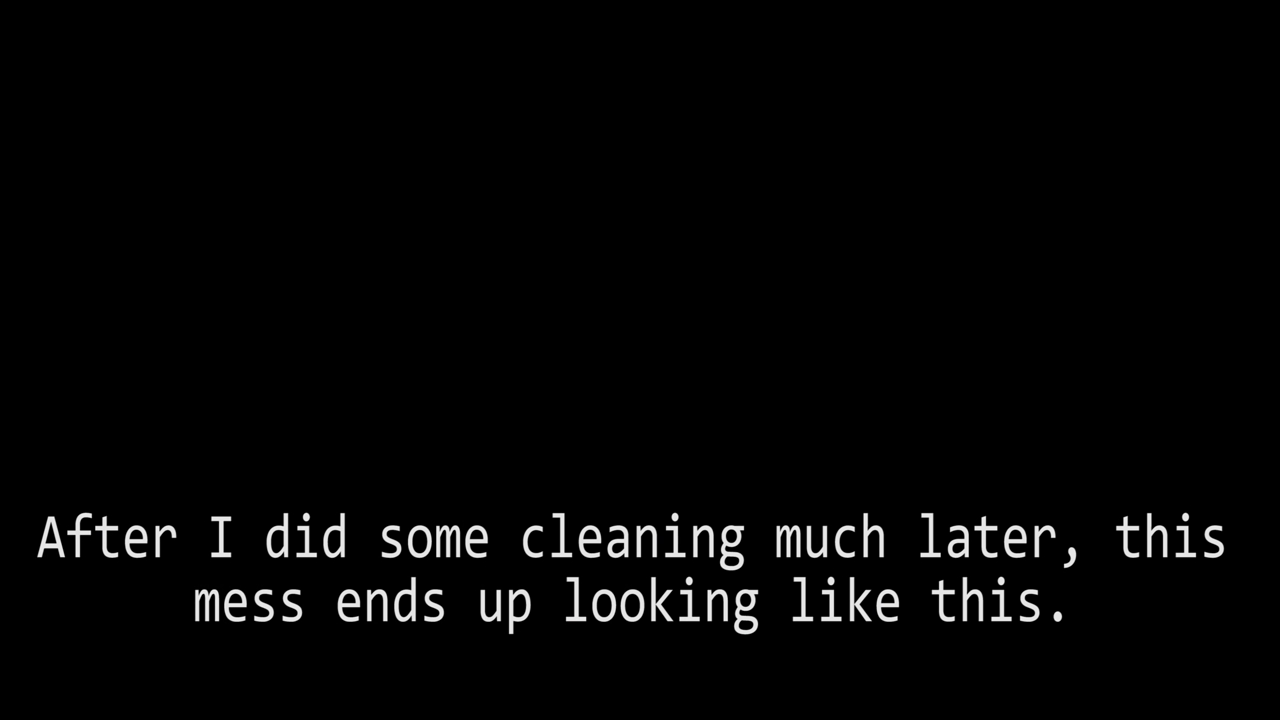 After I did some cleaning much later, this
mess ends up looking like this.